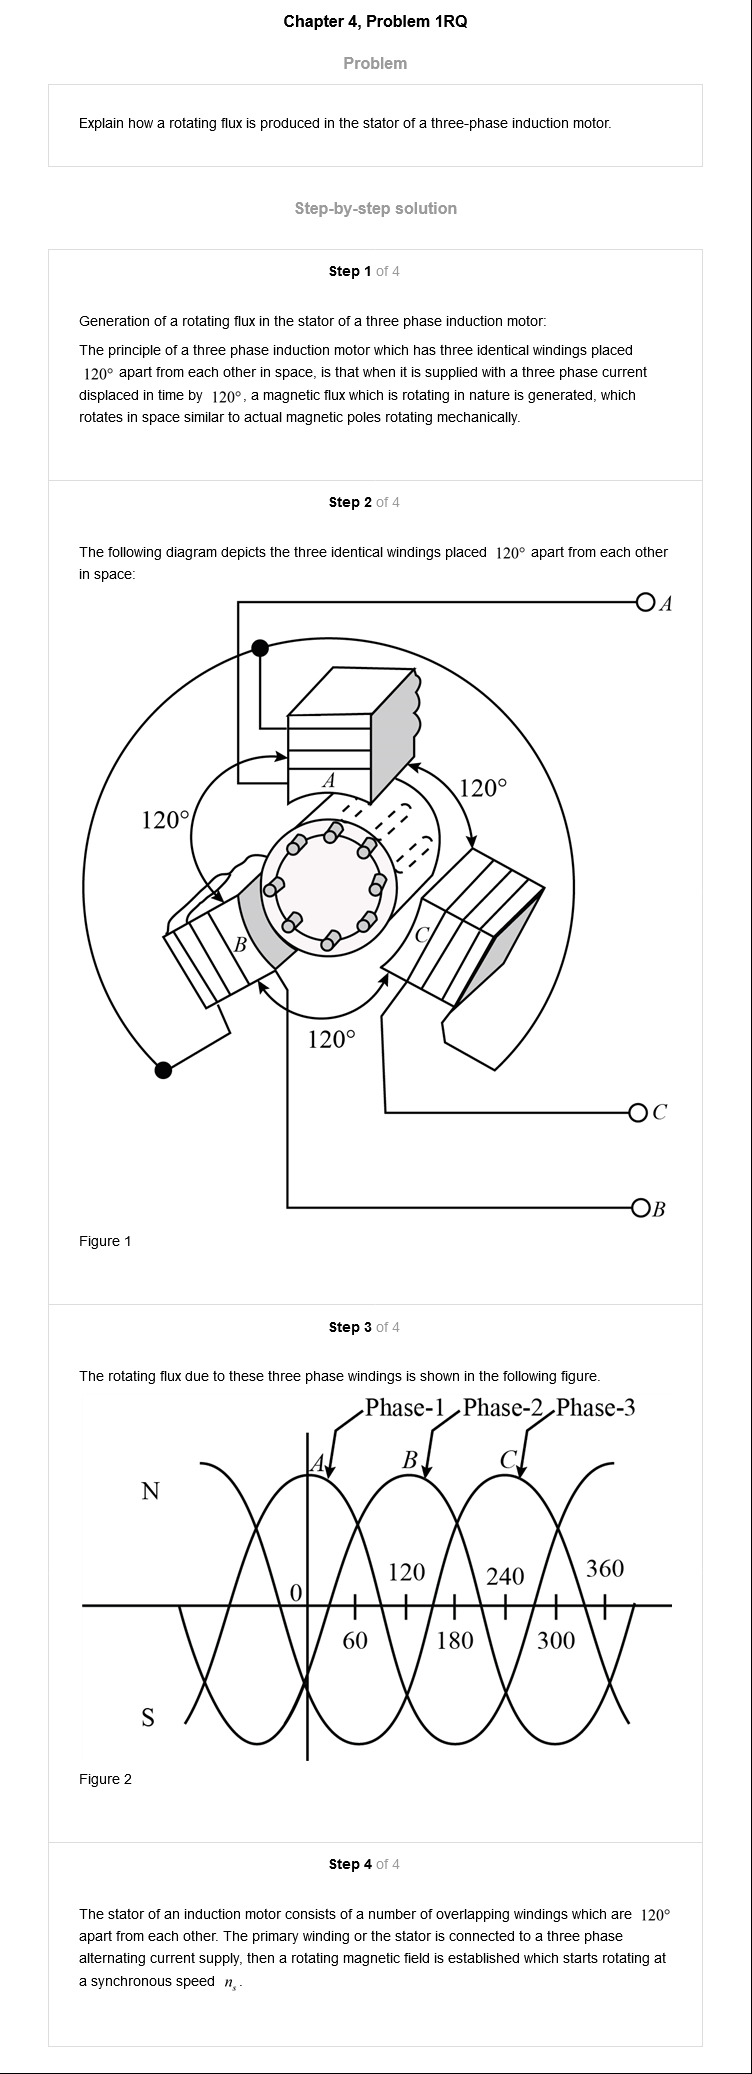 Chapter 4, Problem 1RQ
Problem
Explain how a rotating flux is produced in the stator of a three-phase induction motor.
Step-by-step solution
Step 1 of 4
Generation of a rotating flux in the stator of a three phase induction motor:
The principle of a three phase induction motor which has three identical windings placed
120° apart from each other in space, is that when it is supplied with a three phase current
displaced in time by 120°, a magnetic flux which is rotating in nature is generated, which
rotates in space similar to actual magnetic poles rotating mechanically.
Step 2 of 4
The following diagram depicts the three identical windings placed 120° apart from each other
in space:
A
A
120°
120°
B
C
120°
C
B
Figure 1
Step 3 of 4
The rotating flux due to these three phase windings is shown in the following figure.
Phase-1 Phase-2 Phase-3
A B C
N
0 120 240 360
60 180 300
S
Figure 2
Step 4 of 4
The stator of an induction motor consists of a number of overlapping windings which are 120°
apart from each other. The primary winding or the stator is connected to a three phase
alternating current supply, then a rotating magnetic field is established which starts rotating at
a synchronous speed nₛ.